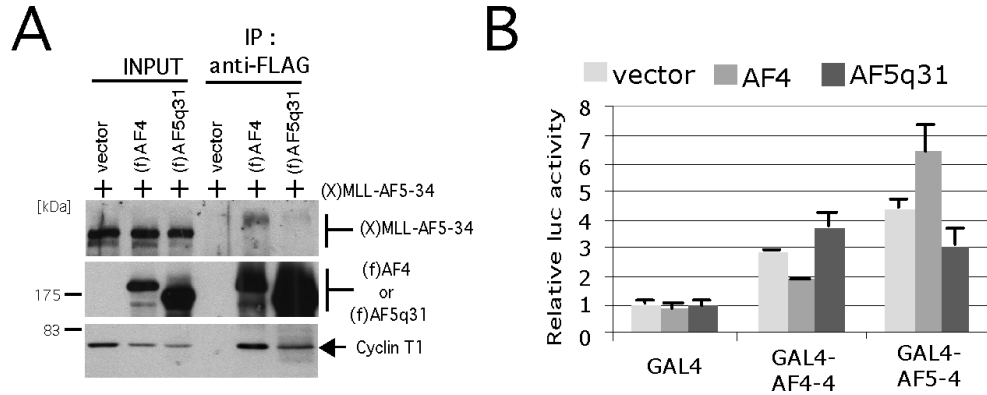 A
IP :
INPUT
anti-FLAG
vector
(f)AF4
(f)AF5q31
vector
(f)AF4
(f)AF5q31
+ + + + + + (X)MLL-AF5-34
[kDa]
(X)MLL-AF5-34
(f)AF4
or
(f)AF5q31
175
83
Cyclin T1
B
vector AF4 AF5q31
Relative luc activity
8
7
6
5
4
3
2
1
0
GAL4
GAL4-
AF4-4
GAL4-
AF5-4